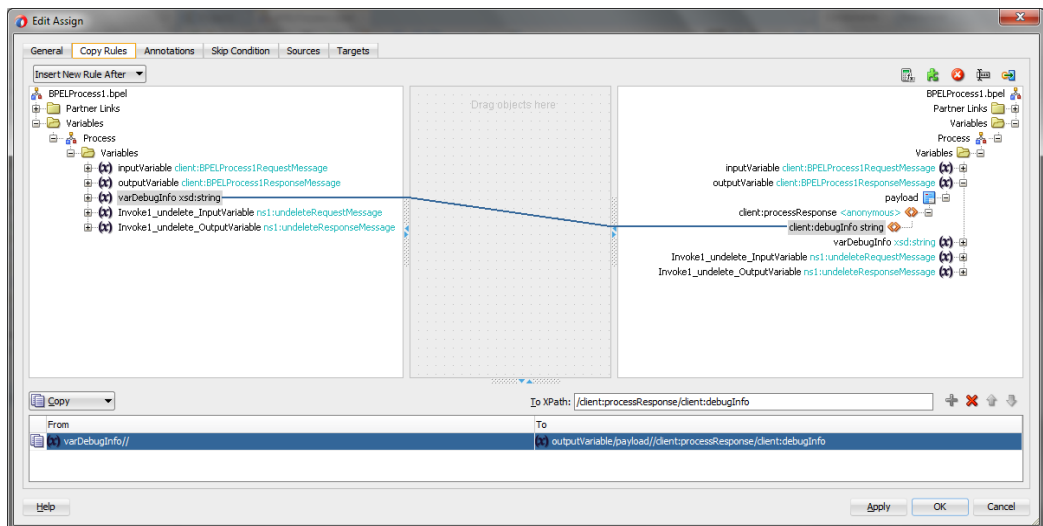 Edit Assign
General Copy Rules Annotations Skip Condition Sources Targets
Insert New Rule After
BPELProcess1.bpel
Partner Links
Variables
Process
Variables
(x) inputVariable client:BPELProcess1RequestMessage
(x) outputVariable client:BPELProcess1ResponseMessage
(x) varDebugInfo xsd:string
(x) Invoke1_undelete_InputVariable ns1:undeleteRequestMessage
(x) Invoke1_undelete_OutputVariable ns1:undeleteResponseMessage
Drag objects here
BPELProcess1.bpel
Partner Links
Variables
Process
Variables
inputVariable client:BPELProcess1RequestMessage (x)
outputVariable client:BPELProcess1ResponseMessage (x)
payload
client:processResponse <anonymous>
client:debugInfo string
varDebugInfo xsd:string (x)
Invoke1_undelete_InputVariable ns1:undeleteRequestMessage (x)
Invoke1_undelete_OutputVariable ns1:undeleteResponseMessage (x)
Copy To XPath: /client:processResponse/client:debugInfo
From To
(x) varDebugInfo// (x) outputVariable/payload//client:processResponse/client:debugInfo
Help Apply OK Cancel